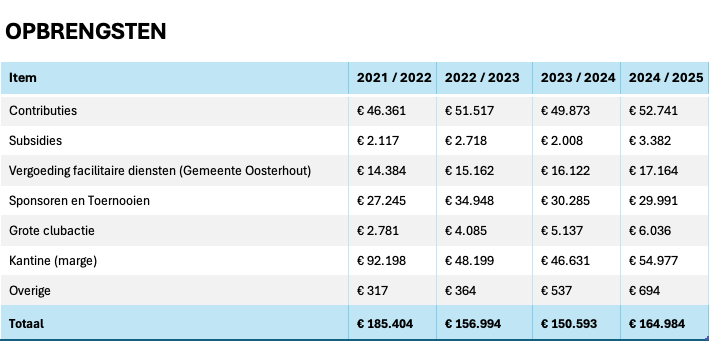 OPBRENGSTEN
Item 2021 / 2022 2022 / 2023 2023 / 2024 2024 / 2025
Contributies € 46.361 € 51.517 € 49.873 € 52.741
Subsidies € 2.117 € 2.718 € 2.008 € 3.382
Vergoeding facilitaire diensten (Gemeente Oosterhout) € 14.384 € 15.162 € 16.122 € 17.164
Sponsoren en Toernooien € 27.245 € 34.948 € 30.285 € 29.991
Grote clubactie € 2.781 € 4.085 € 5.137 € 6.036
Kantine (marge) € 92.198 € 48.199 € 46.631 € 54.977
Overige € 317 € 364 € 537 € 694
Totaal € 185.404 € 156.994 € 150.593 € 164.984